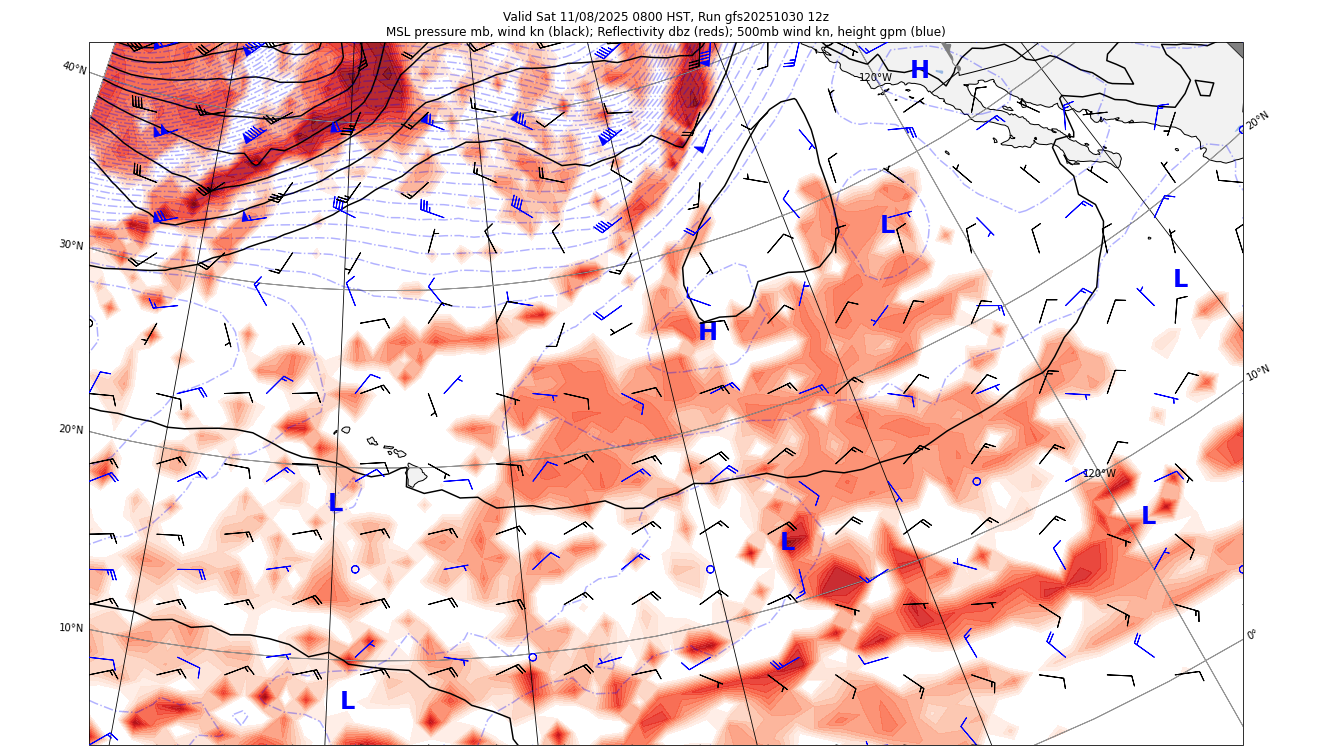 Valid Sat 11/08/2025 0800 HST, Run gfs20251030 12z
MSL pressure mb, wind kn (black); Reflectivity dbz (reds); 500mb wind kn, height gpm (blue)
40°N
H
120°W
20°N
30°N
L
L
H
10°N
20°N
120°W
L
L
L
10°N
0°
L